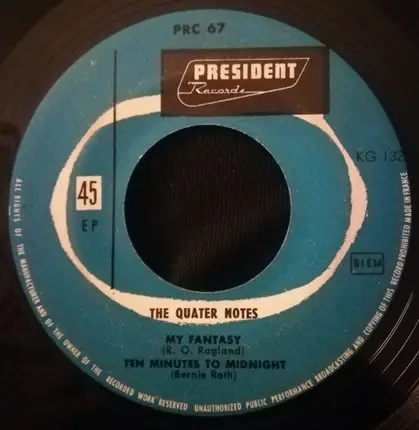 PRC 67
PRESIDENT
Records
KG 132
45
EP
BIEM
THE QUATER NOTES
MY FANTASY
(R. O. Ragland)
TEN MINUTES TO MIDNIGHT
(Bernie Roth)
ALL RIGHTS OF THE MANUFACTURER AND OF THE OWNER OF THE RECORDED WORK RESERVED UNAUTHORIZED PUBLIC PERFORMANCE BROADCASTING AND COPYING OF THIS RECORD PROHIBITED MADE IN FRANCE